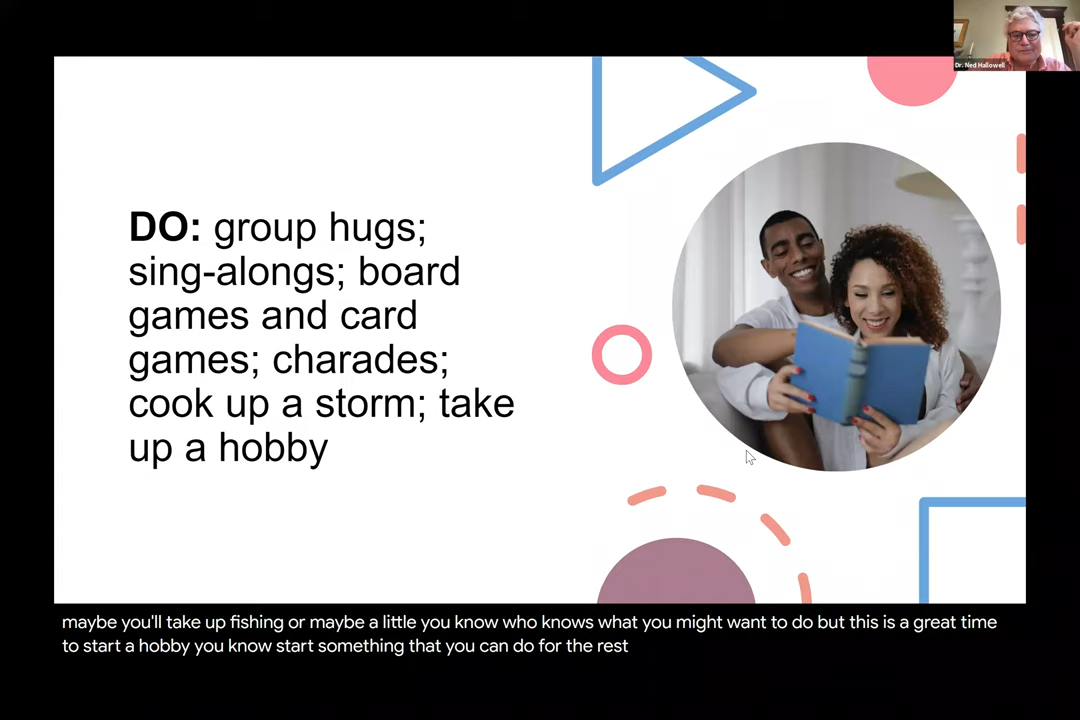 Dr. Ned Hallowell
DO: group hugs;
sing-alongs; board
games and card
games; charades;
cook up a storm; take
up a hobby
maybe you'll take up fishing or maybe a little you know who knows what you might want to do but this is a great time
to start a hobby you know start something that you can do for the rest